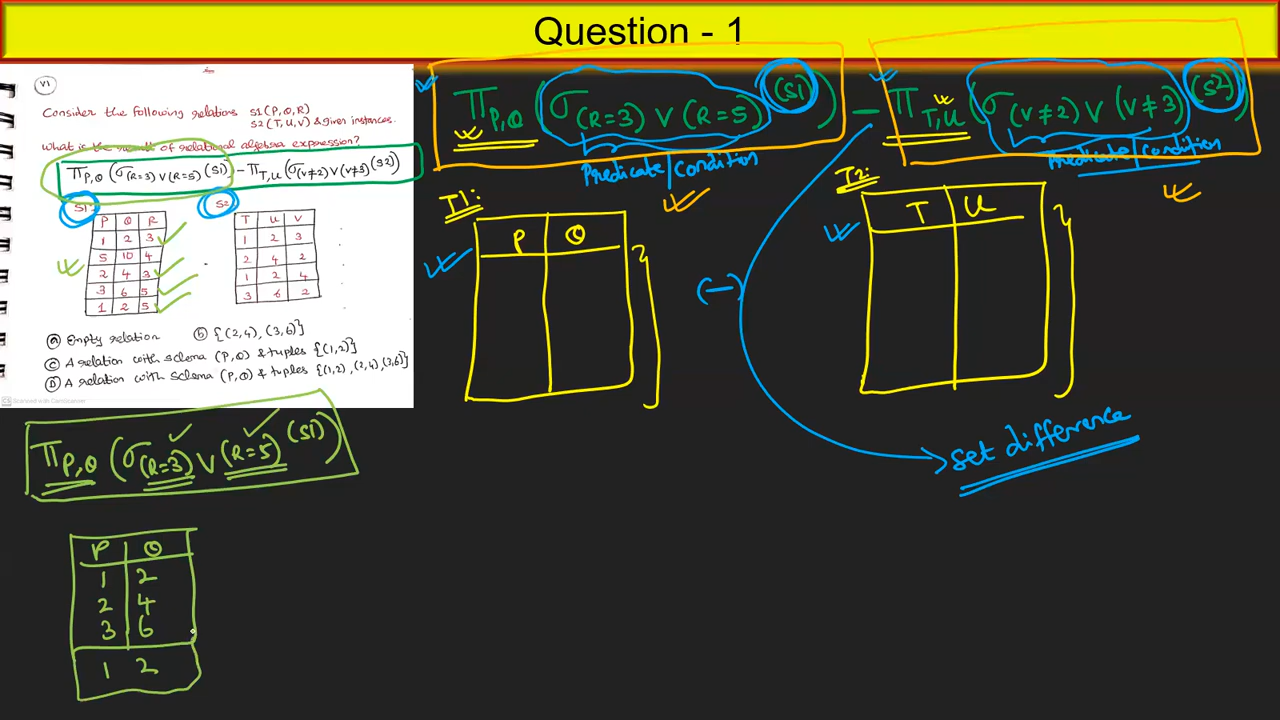 Question - 1
V1
Consider the following relations S1(P,Q,R)
S2(T,U,V) & given instances.
what is the result of relational algebra expression?
π P,Q (σ(R=3) ∨ (R=5) (S1)) - π T,U (σ(V≠2) ∨ (V≠3) (S2))
S1 S2
P Q R
1 2 3
5 10 4
2 4 3
3 6 5
1 2 5
T U V
1 2 3
2 4 2
1 2 4
3 6 2
(a) Empty relation (b) {(2,4), (3,6)}
(c) A relation with schema (P,Q) & tuples {(1,2)}
(D) A relation with schema (P,Q) & tuples {(1,2), (2,4), (3,6)}
Scanned with CamScanner
π P,Q (σ(R=3) ∨ (R=5) (S1)) - π T,U (σ(V≠2) ∨ (V≠3) (S2))
Predicate/condition
Predicate/condition
I1:
P Q
(-)
I2:
T U
set difference
π P,Q (σ(R=3) ∨ (R=5) (S1))
P Q
1 2
2 4
3 6
1 2